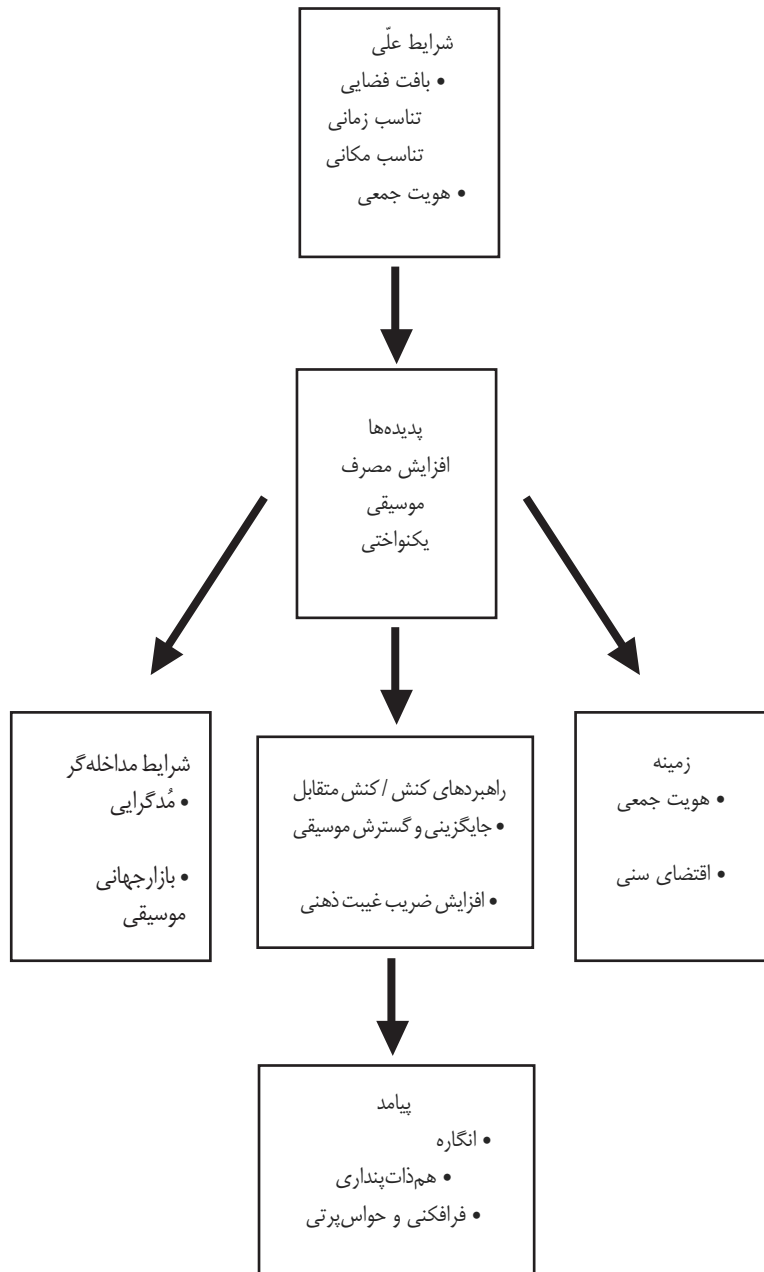 شرایط علّی
• بافت فضایی
تناسب زمانی
تناسب مکانی
• هویت جمعی
پدیده‌ها
افزایش مصرف
موسیقی
یکنواختی
زمینه
• هویت جمعی
• اقتضای سنی
راهبردهای کنش / کنش متقابل
• جایگزینی و گسترش موسیقی
• افزایش ضریب غیبت ذهنی
شرایط مداخله‌گر
• مُدگرایی
• بازارجهانی
موسیقی
پیامد
• انگاره
• هم‌ذات‌پنداری
• فرافکنی و حواس‌پرتی